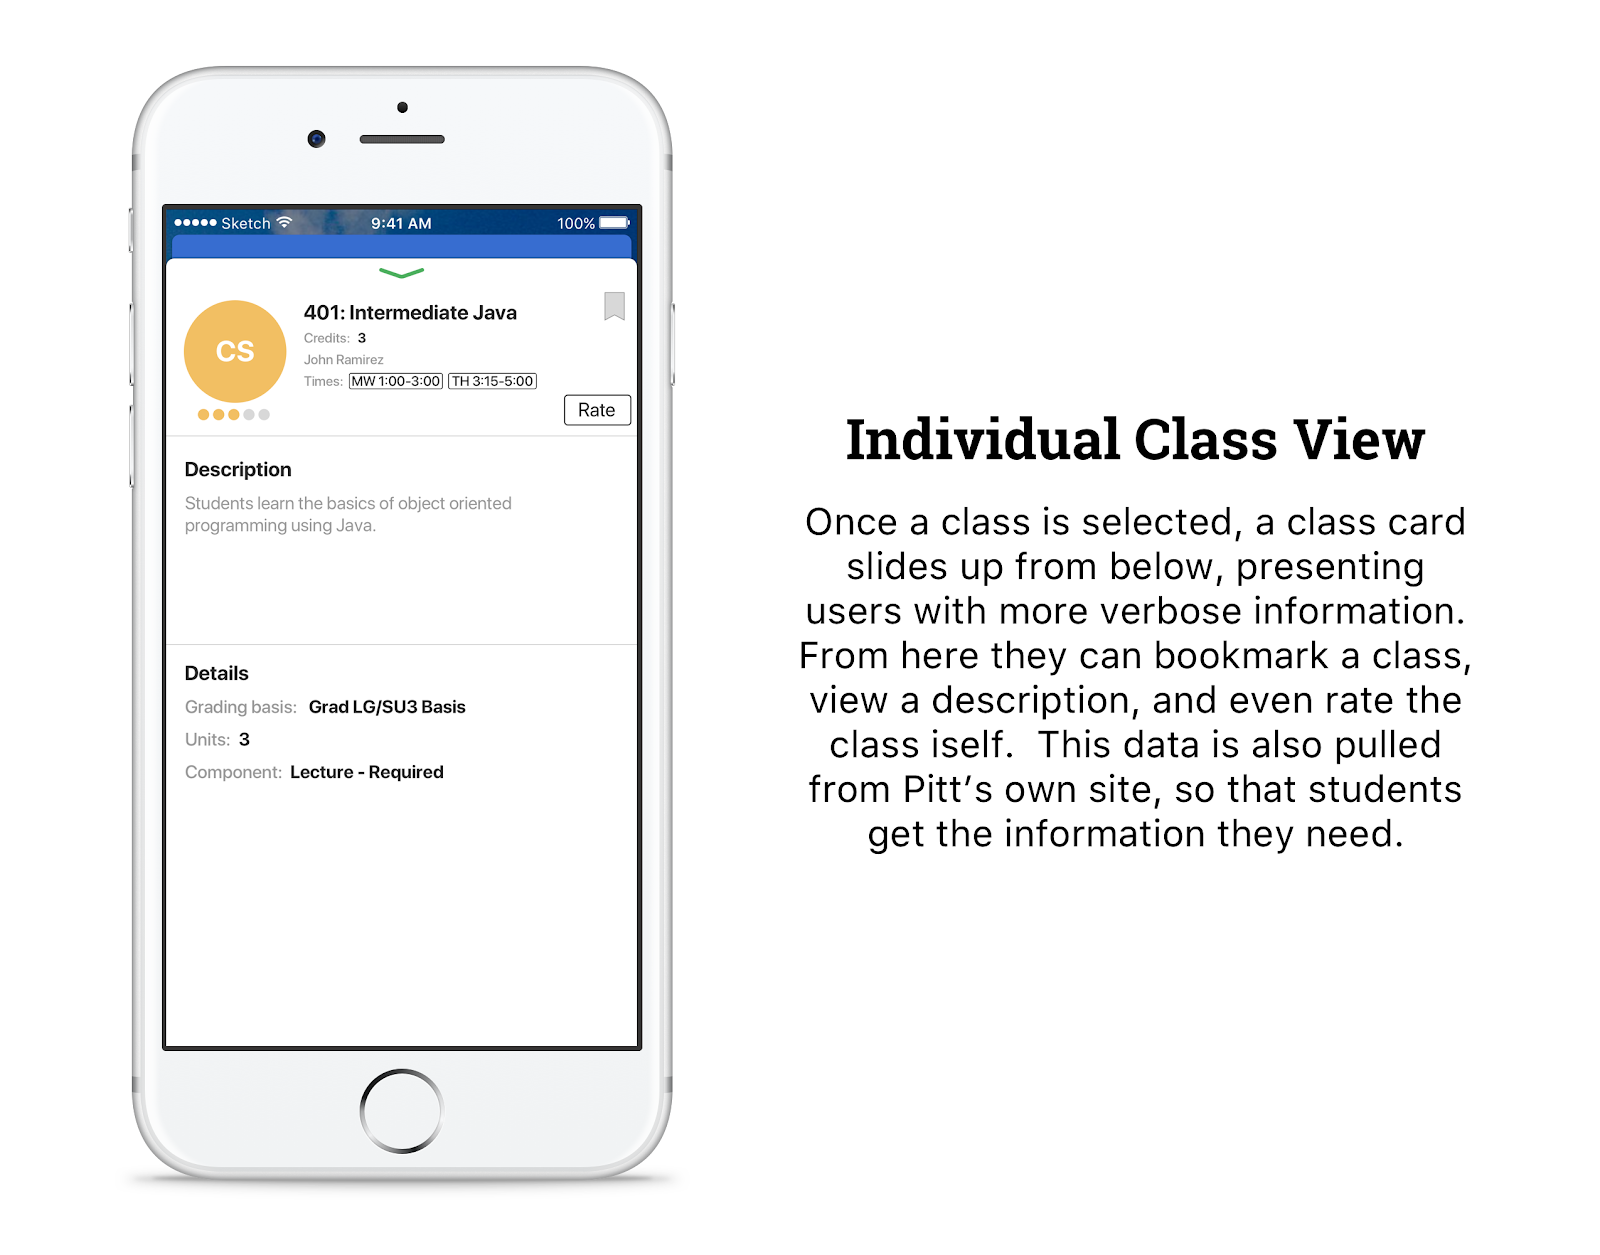 Sketch 9:41 AM 100%
CS
401: Intermediate Java
Credits: 3
John Ramirez
Times: MW 1:00-3:00 TH 3:15-5:00
Rate
Description
Students learn the basics of object oriented
programming using Java.
Details
Grading basis: Grad LG/SU3 Basis
Units: 3
Component: Lecture - Required
Individual Class View
Once a class is selected, a class card
slides up from below, presenting
users with more verbose information.
From here they can bookmark a class,
view a description, and even rate the
class iself.  This data is also pulled
from Pitt’s own site, so that students
get the information they need.